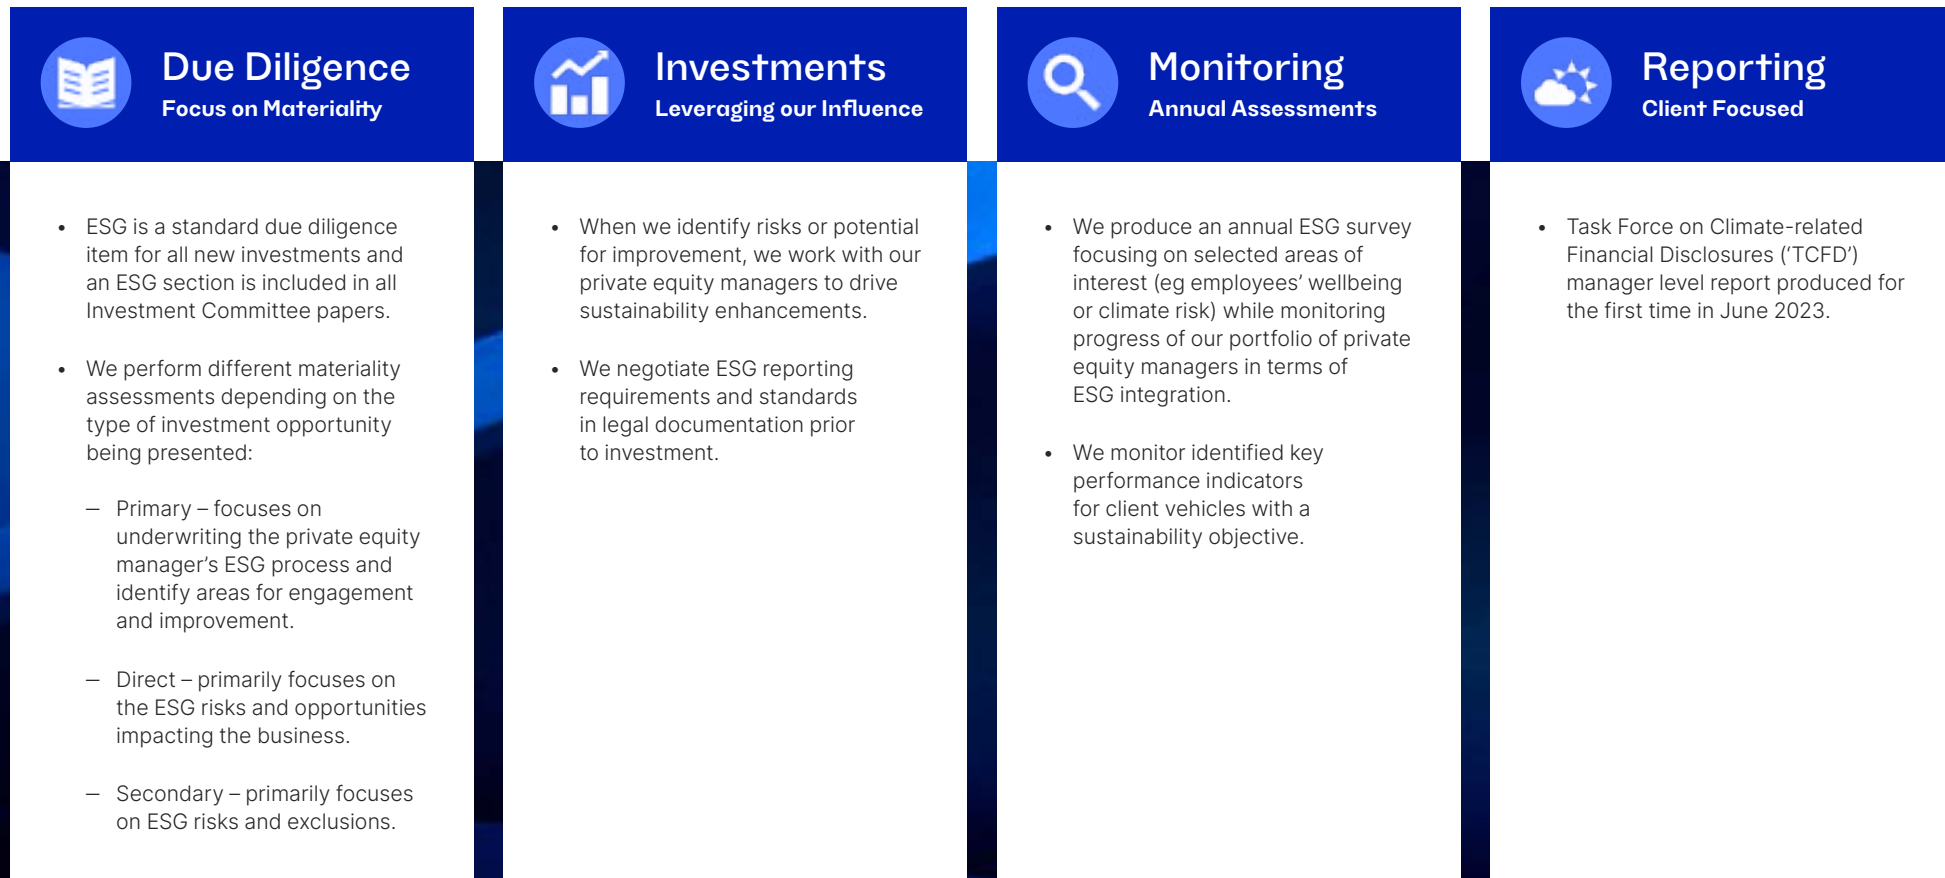 Due Diligence
Focus on Materiality
• ESG is a standard due diligence
item for all new investments and
an ESG section is included in all
Investment Committee papers.
• We perform different materiality
assessments depending on the
type of investment opportunity
being presented:
– Primary – focuses on
underwriting the private equity
manager’s ESG process and
identify areas for engagement
and improvement.
– Direct – primarily focuses on
the ESG risks and opportunities
impacting the business.
– Secondary – primarily focuses
on ESG risks and exclusions.
Investments
Leveraging our Influence
• When we identify risks or potential
for improvement, we work with our
private equity managers to drive
sustainability enhancements.
• We negotiate ESG reporting
requirements and standards
in legal documentation prior
to investment.
Monitoring
Annual Assessments
• We produce an annual ESG survey
focusing on selected areas of
interest (eg employees’ wellbeing
or climate risk) while monitoring
progress of our portfolio of private
equity managers in terms of
ESG integration.
• We monitor identified key
performance indicators
for client vehicles with a
sustainability objective.
Reporting
Client Focused
• Task Force on Climate-related
Financial Disclosures (‘TCFD’)
manager level report produced for
the first time in June 2023.